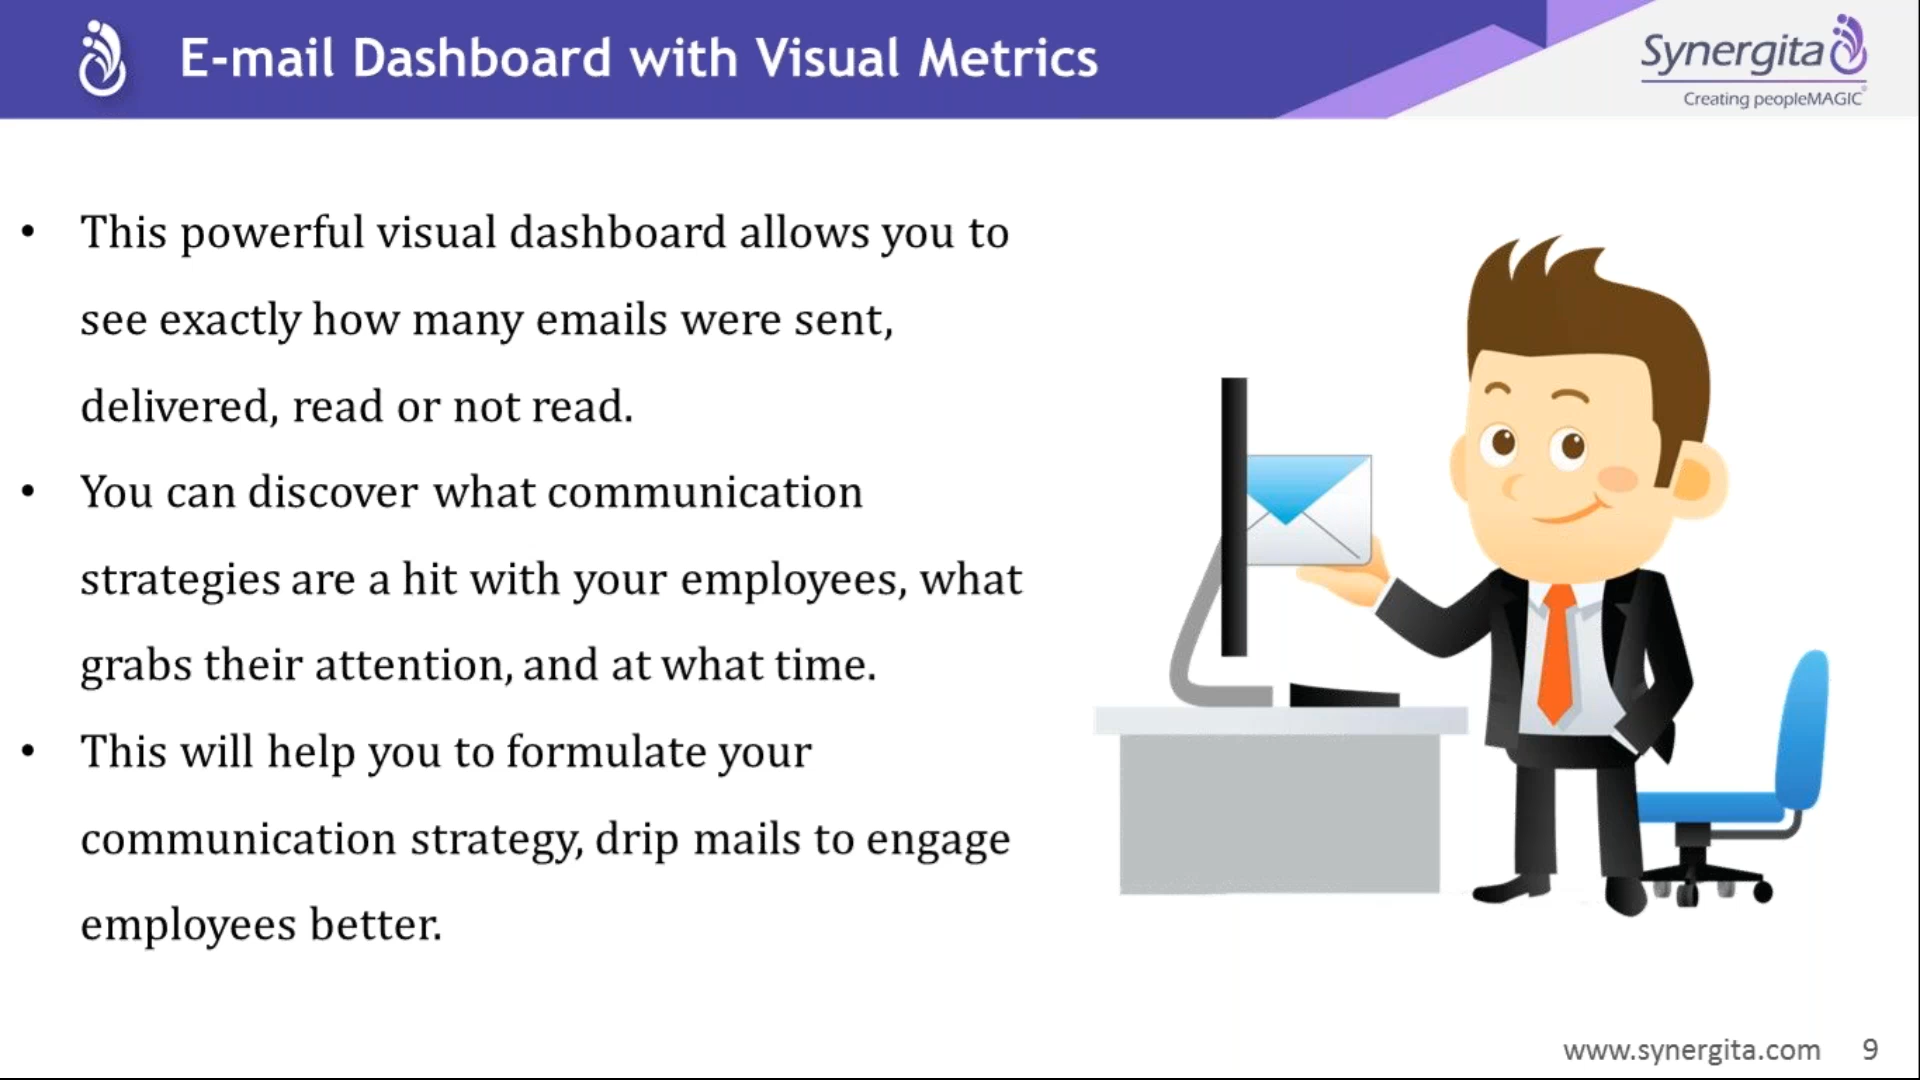 E-mail Dashboard with Visual Metrics
Synergita
Creating peopleMAGIC®
• This powerful visual dashboard allows you to
see exactly how many emails were sent,
delivered, read or not read.
• You can discover what communication
strategies are a hit with your employees, what
grabs their attention, and at what time.
• This will help you to formulate your
communication strategy, drip mails to engage
employees better.
www.synergita.com 9